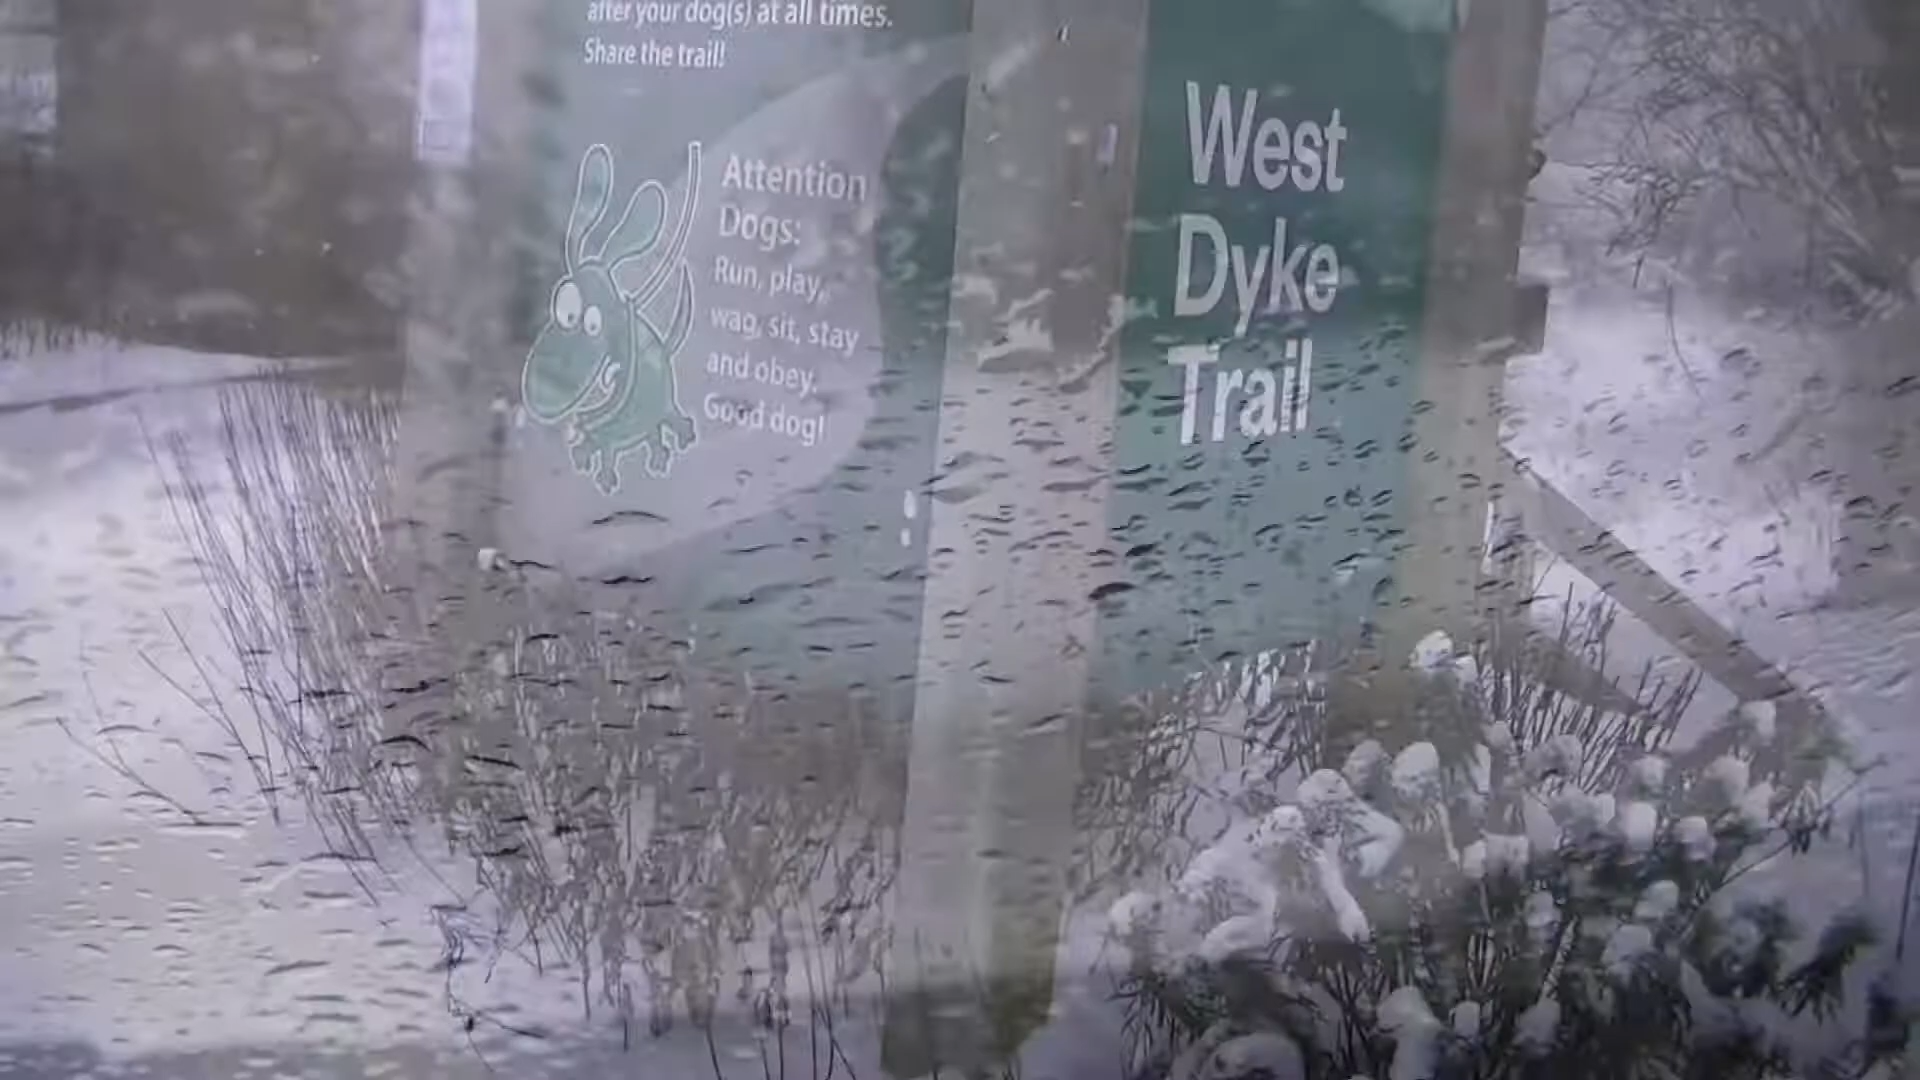 after your dog(s) at all times.
Share the trail!
Attention
Dogs:
Run, play,
wag, sit, stay
and obey.
Good dog!
West
Dyke
Trail